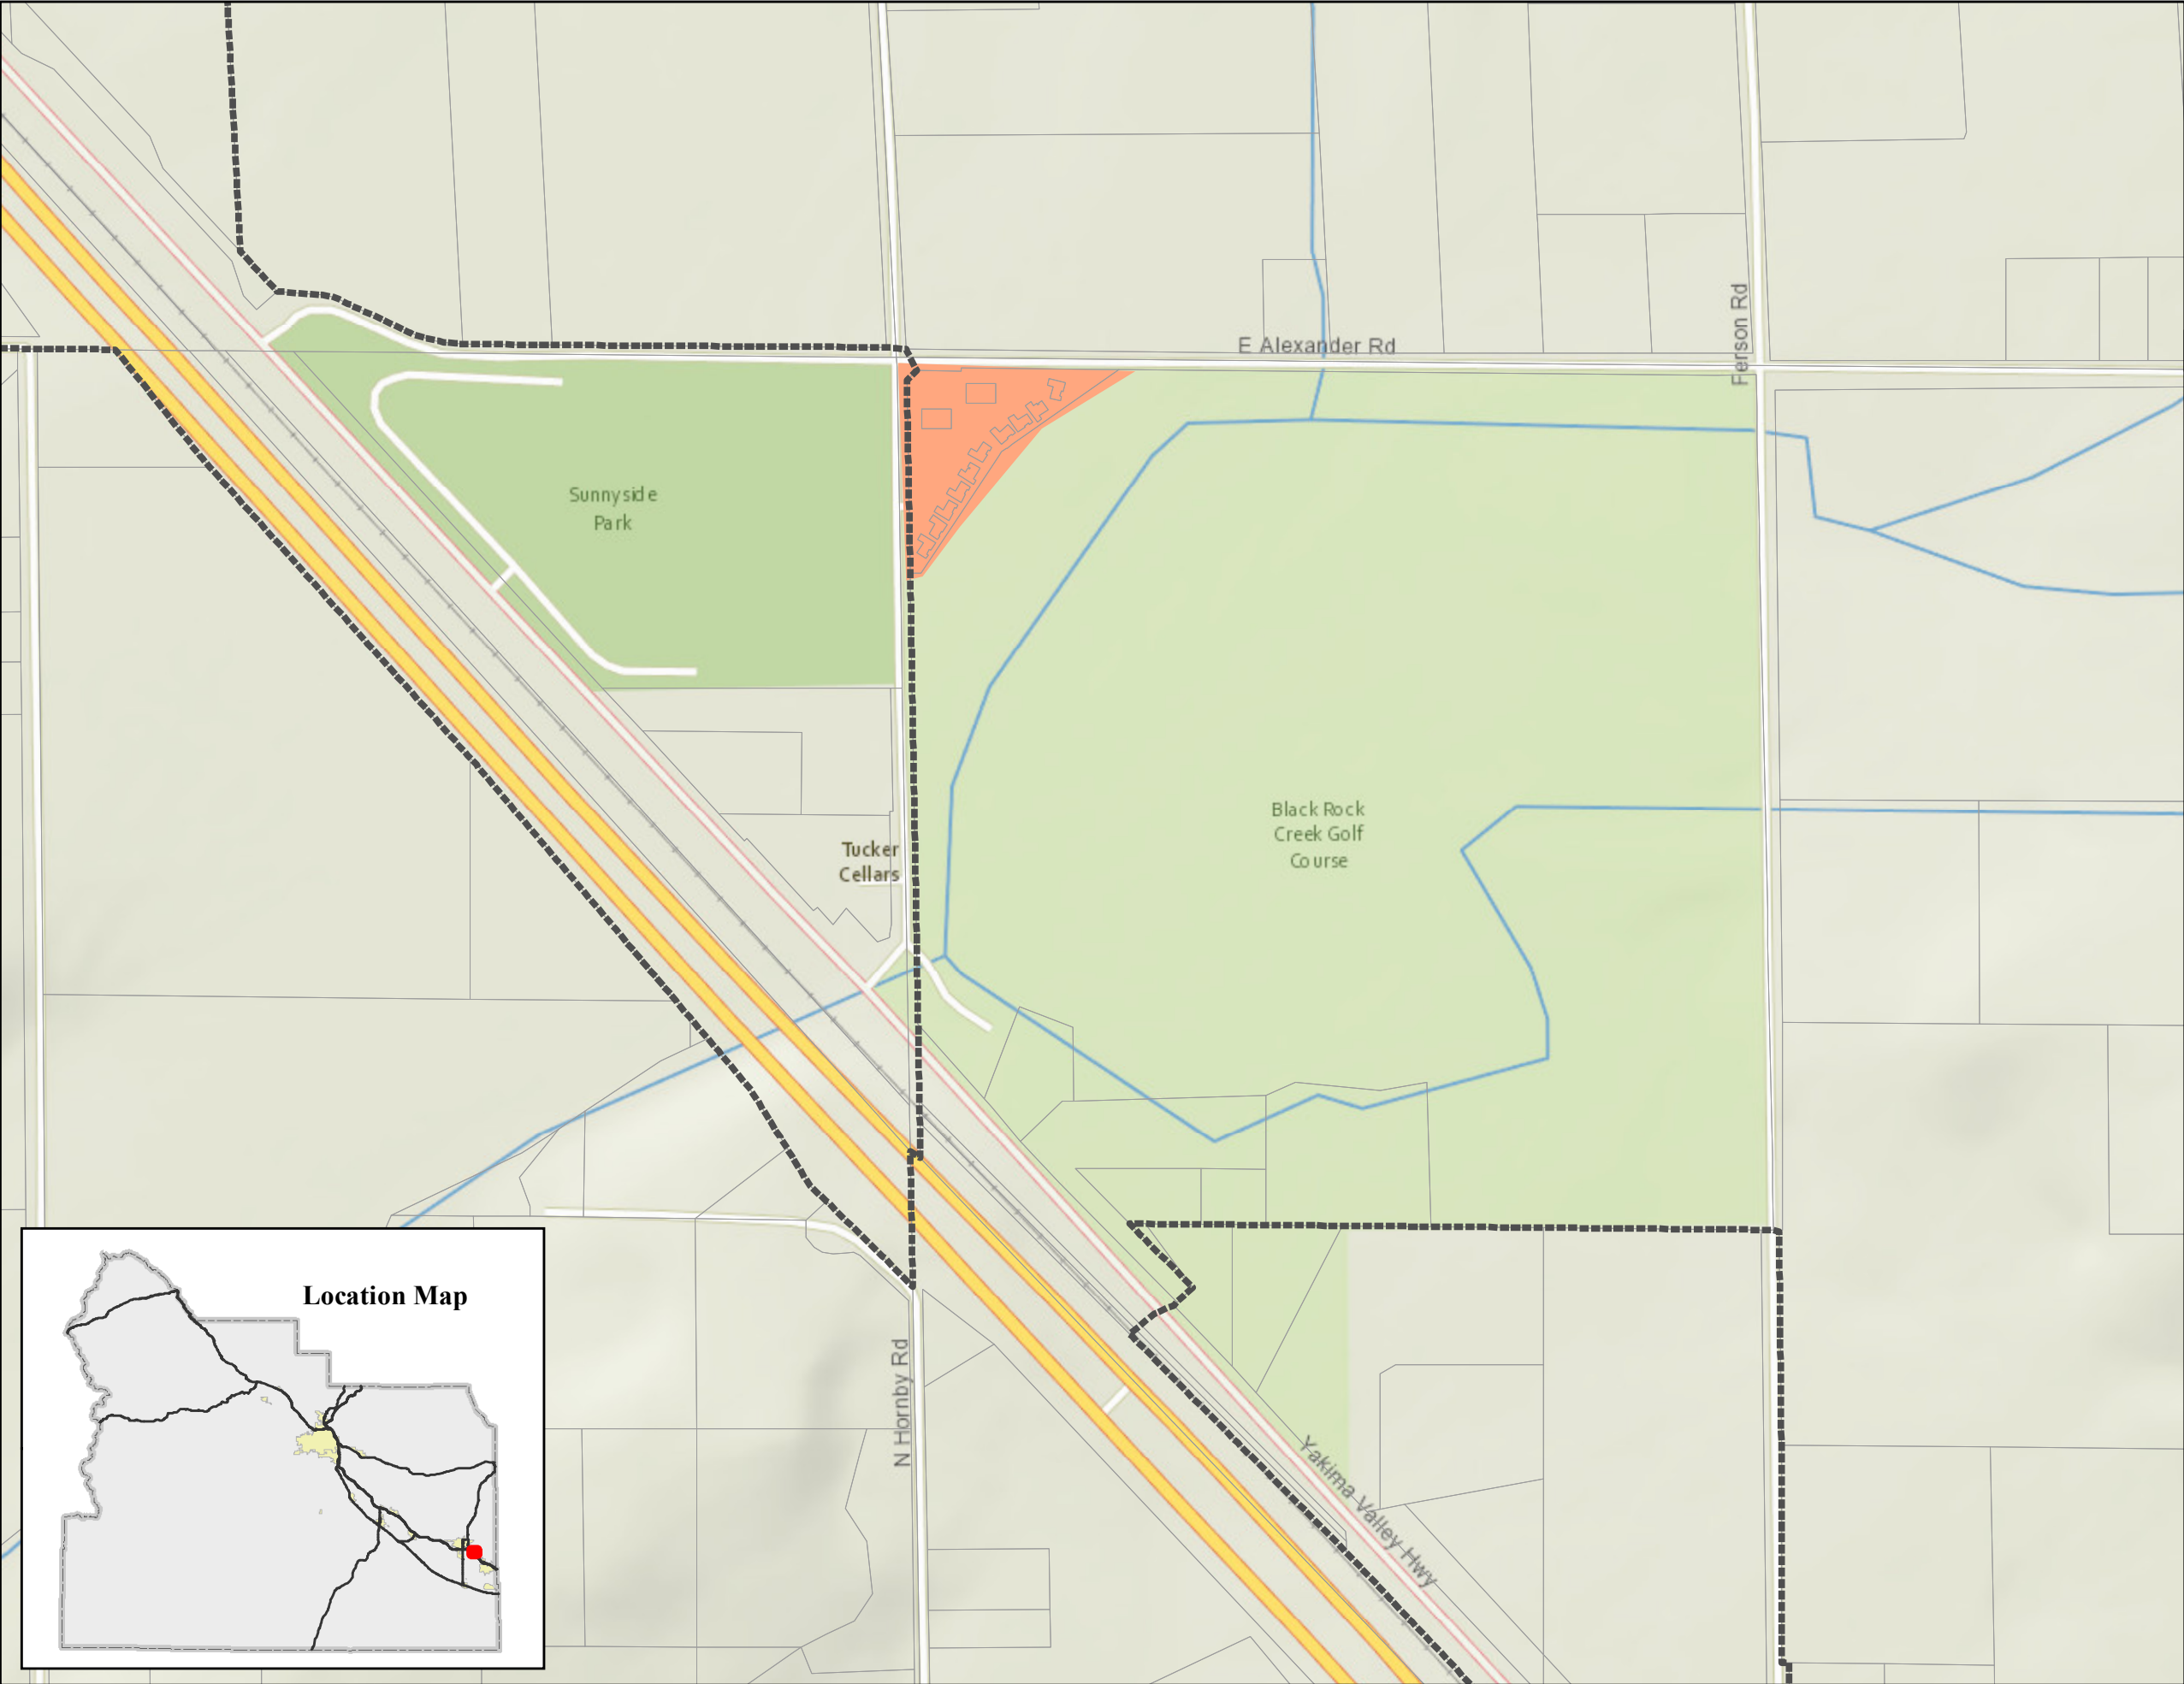 E Alexander Rd
Ferson Rd
Sunnyside
Park
Black Rock
Creek Golf
Course
Tucker
Cellars
Location Map
N Hornby Rd
Yakima Valley Hwy